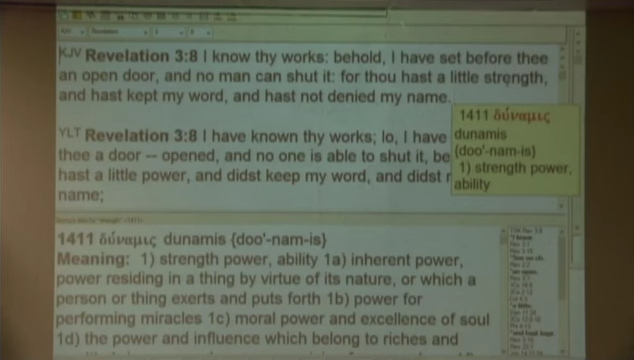 KJV Revelation 3:8 I know thy works: behold, I have set before thee
an open door, and no man can shut it: for thou hast a little strength,
and hast kept my word, and hast not denied my name.
YLT Revelation 3:8 I have known thy works; lo, I have
thee a door -- opened, and no one is able to shut it, be
hast a little power, and didst keep my word, and didst
name;
1411 δύναμις
dunamis
{doo'-nam-is}
1) strength power,
ability
1411 δύναμις dunamis {doo'-nam-is}
Meaning: 1) strength power, ability 1a) inherent power,
power residing in a thing by virtue of its nature, or which a
person or thing exerts and puts forth 1b) power for
performing miracles 1c) moral power and excellence of soul
1d) the power and influence which belong to riches and